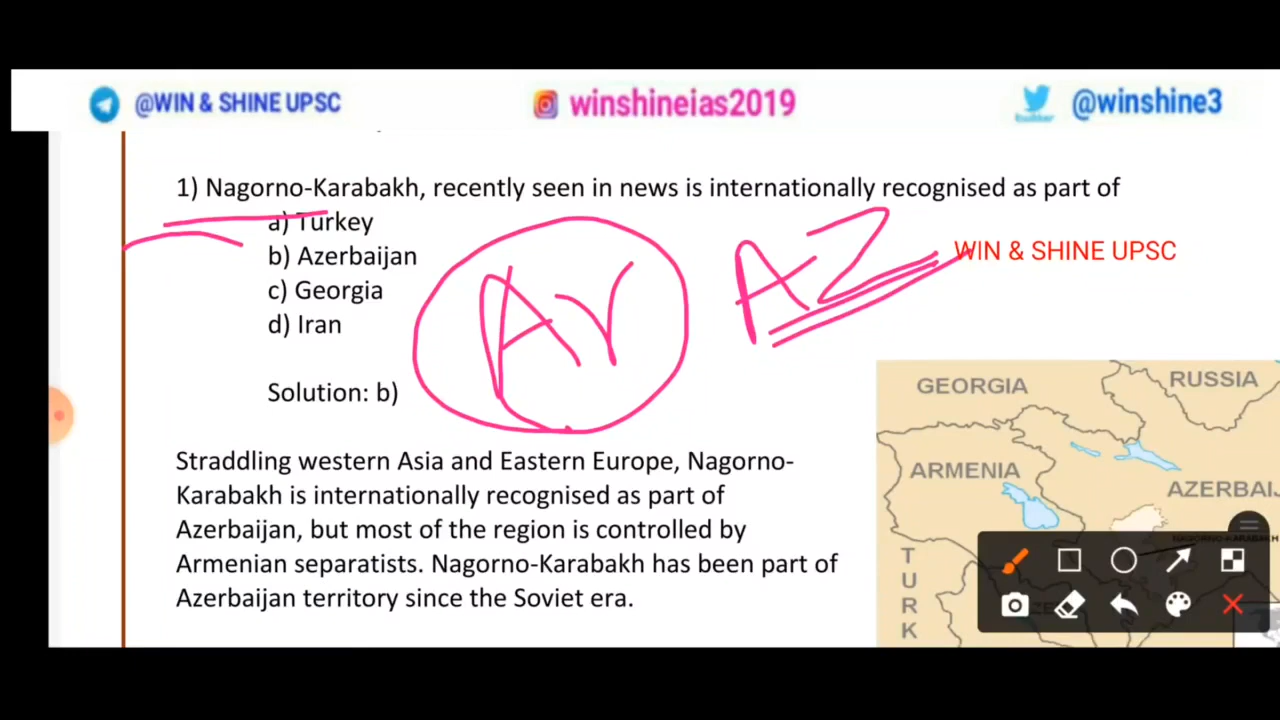 @WIN & SHINE UPSC
winshineias2019
@winshine3
1) Nagorno-Karabakh, recently seen in news is internationally recognised as part of
a) Turkey
b) Azerbaijan
c) Georgia
d) Iran
Ar
AZ
WIN & SHINE UPSC
Solution: b)
Straddling western Asia and Eastern Europe, Nagorno-
Karabakh is internationally recognised as part of
Azerbaijan, but most of the region is controlled by
Armenian separatists. Nagorno-Karabakh has been part of
Azerbaijan territory since the Soviet era.
GEORGIA
RUSSIA
ARMENIA
AZERBAIJ
NAGORNO-KARABAKH
T
U
R
K